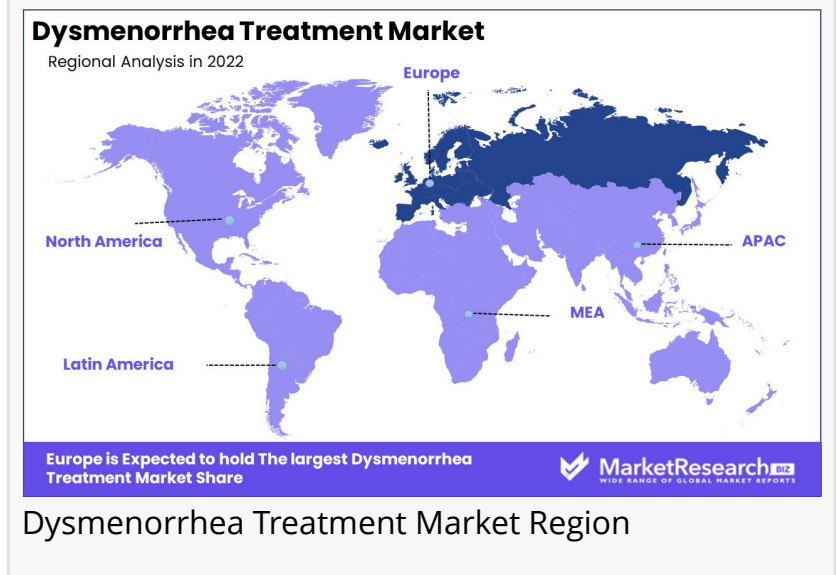 Dysmenorrhea Treatment Market
Regional Analysis in 2022
Europe
North America
APAC
MEA
Latin America
Europe is Expected to hold The largest Dysmenorrhea
Treatment Market Share
MarketResearch BIZ
WIDE RANGE OF GLOBAL MARKET REPORTS
Dysmenorrhea Treatment Market Region